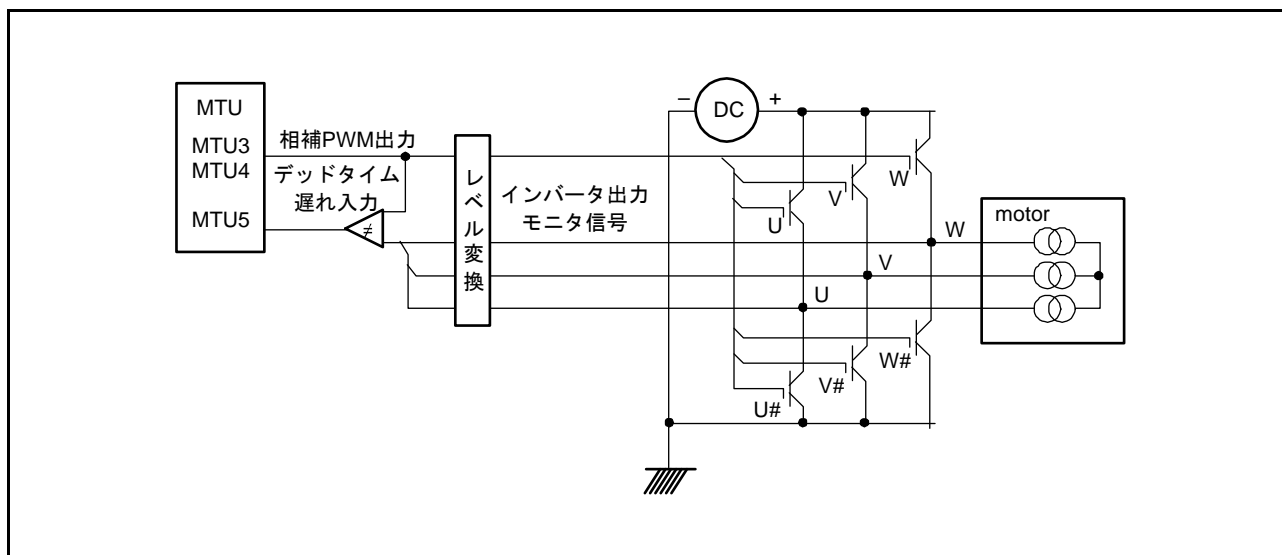 MTU
MTU3
MTU4
MTU5
相補PWM出力
デッドタイム
遅れ入力
≠
レベル変換
インバータ出力
モニタ信号
−
DC
+
W
V
U
W
V
U
W#
V#
U#
motor